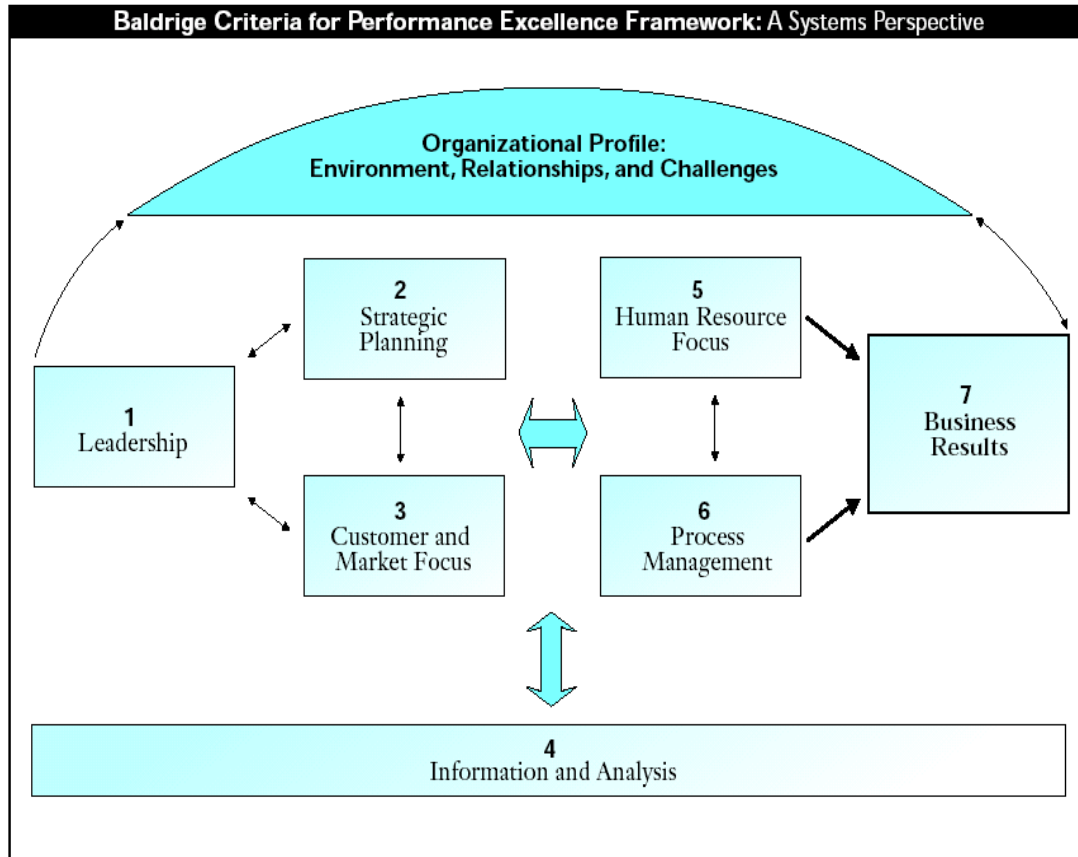 Baldrige Criteria for Performance Excellence Framework: A Systems Perspective
Organizational Profile:
Environment, Relationships, and Challenges
2
Strategic
Planning
5
Human Resource
Focus
1
Leadership
7
Business
Results
3
Customer and
Market Focus
6
Process
Management
4
Information and Analysis